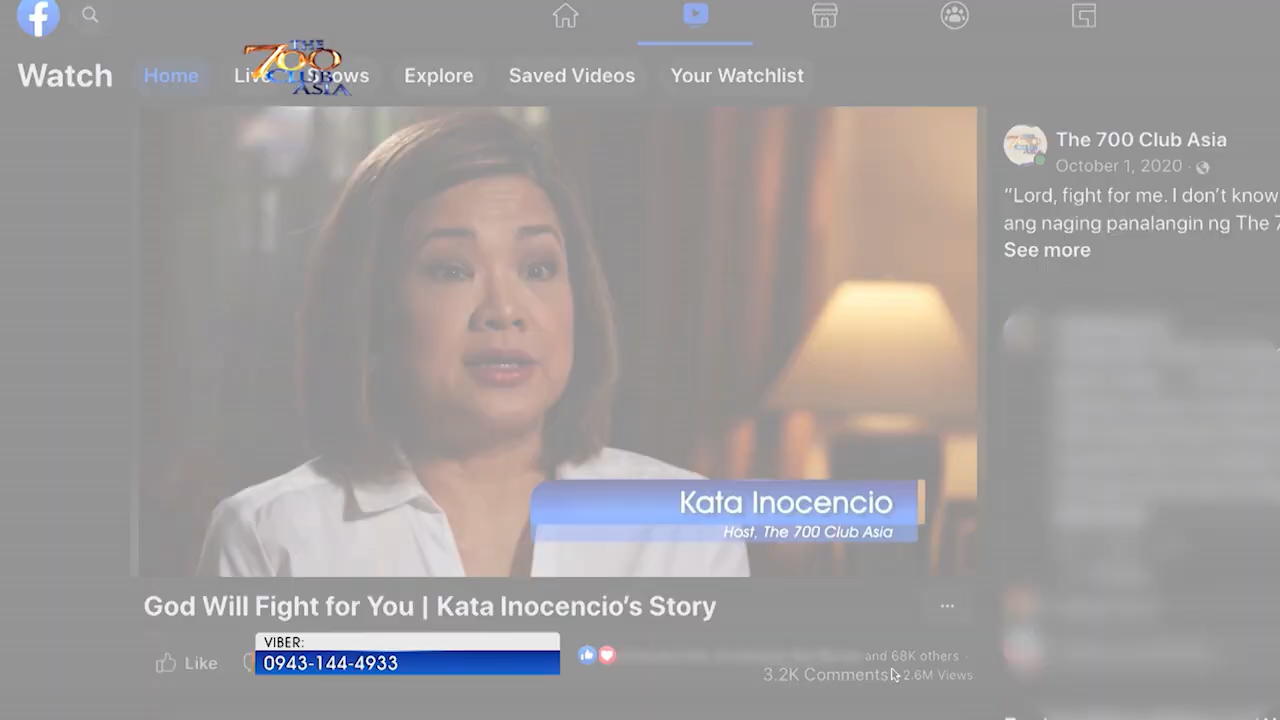 THE
700
CLUB
ASIA
Watch
Home
Live
Shows
Explore
Saved Videos
Your Watchlist
The 700 Club Asia
October 1, 2020 ·
“Lord, fight for me. I don’t know
ang naging panalangin ng The 7
See more
Kata Inocencio
Host, The 700 Club Asia
God Will Fight for You | Kata Inocencio’s Story
...
Like
VIBER:
0943-144-4933
and 68K others ·
3.2K Comments
2.6M Views